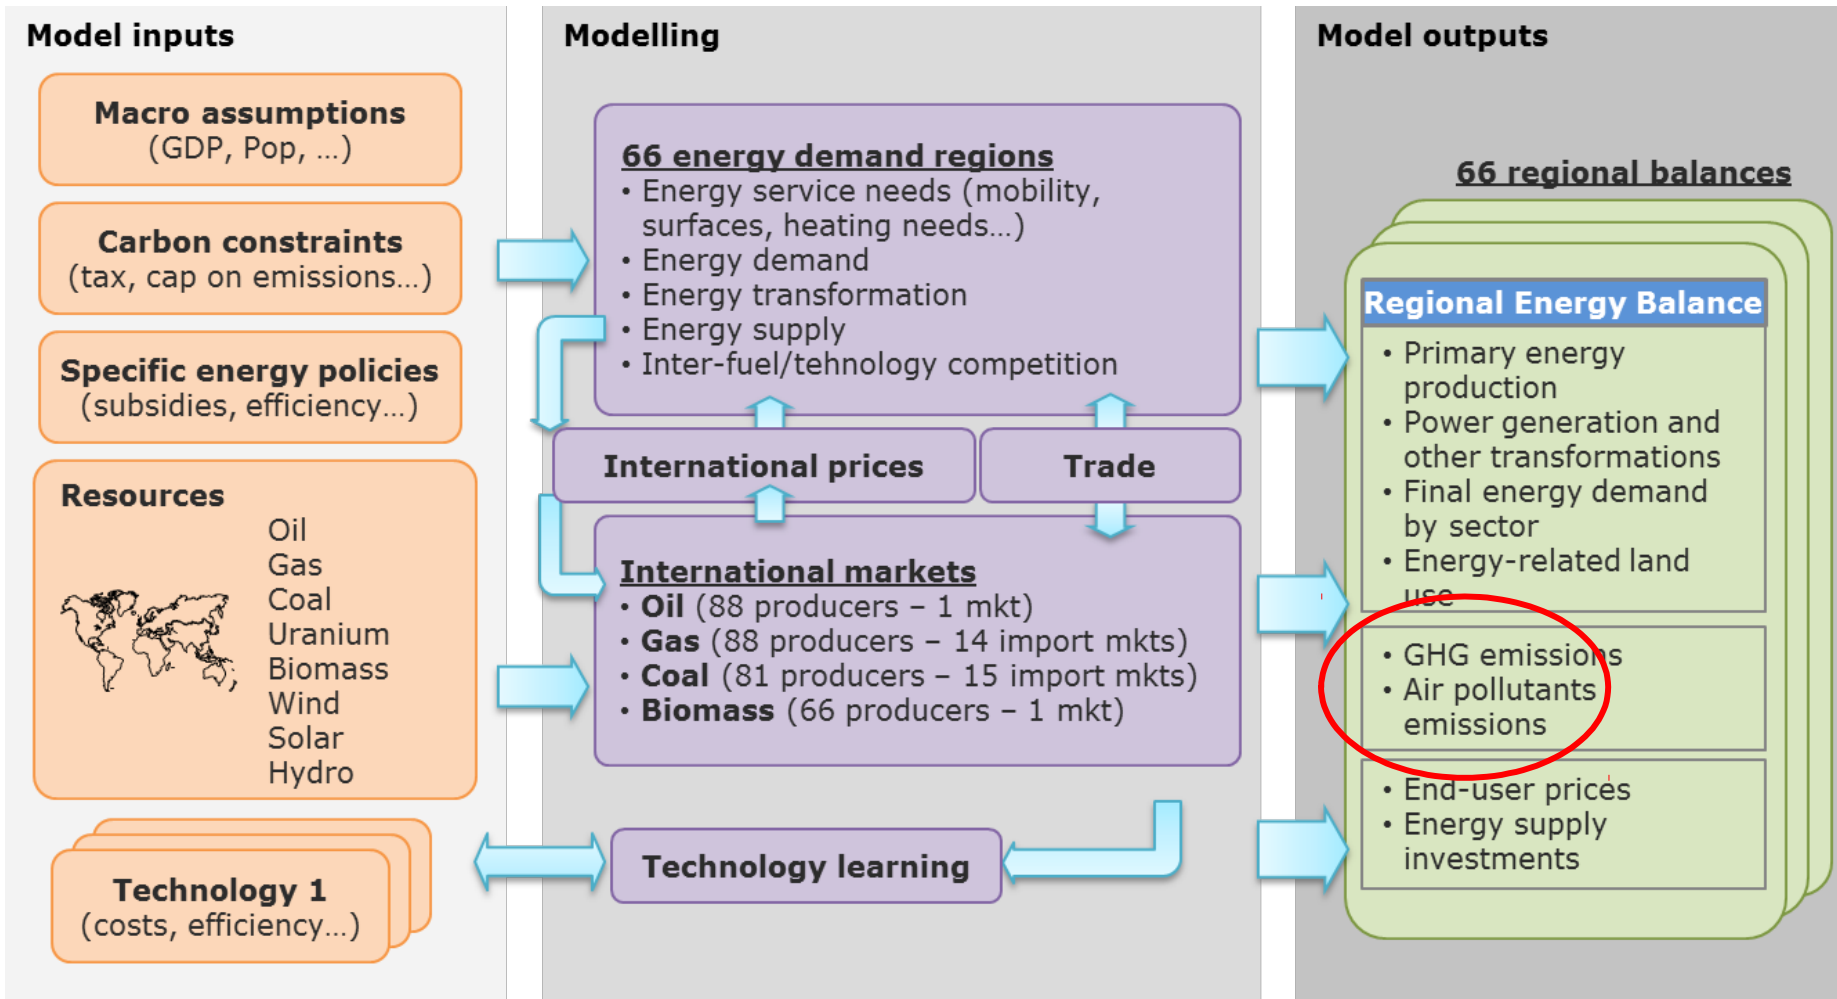 Model inputs
Macro assumptions
(GDP, Pop, …)
Carbon constraints
(tax, cap on emissions…)
Specific energy policies
(subsidies, efficiency…)
Resources
Oil
Gas
Coal
Uranium
Biomass
Wind
Solar
Hydro
Technology 1
(costs, efficiency…)
Modelling
66 energy demand regions
• Energy service needs (mobility,
surfaces, heating needs…)
• Energy demand
• Energy transformation
• Energy supply
• Inter-fuel/tehnology competition
International prices
Trade
International markets
• Oil (88 producers – 1 mkt)
• Gas (88 producers – 14 import mkts)
• Coal (81 producers – 15 import mkts)
• Biomass (66 producers – 1 mkt)
Technology learning
Model outputs
66 regional balances
Regional Energy Balance
• Primary energy
production
• Power generation and
other transformations
• Final energy demand
by sector
• Energy-related land
use
• GHG emissions
• Air pollutants
emissions
• End-user prices
• Energy supply
investments